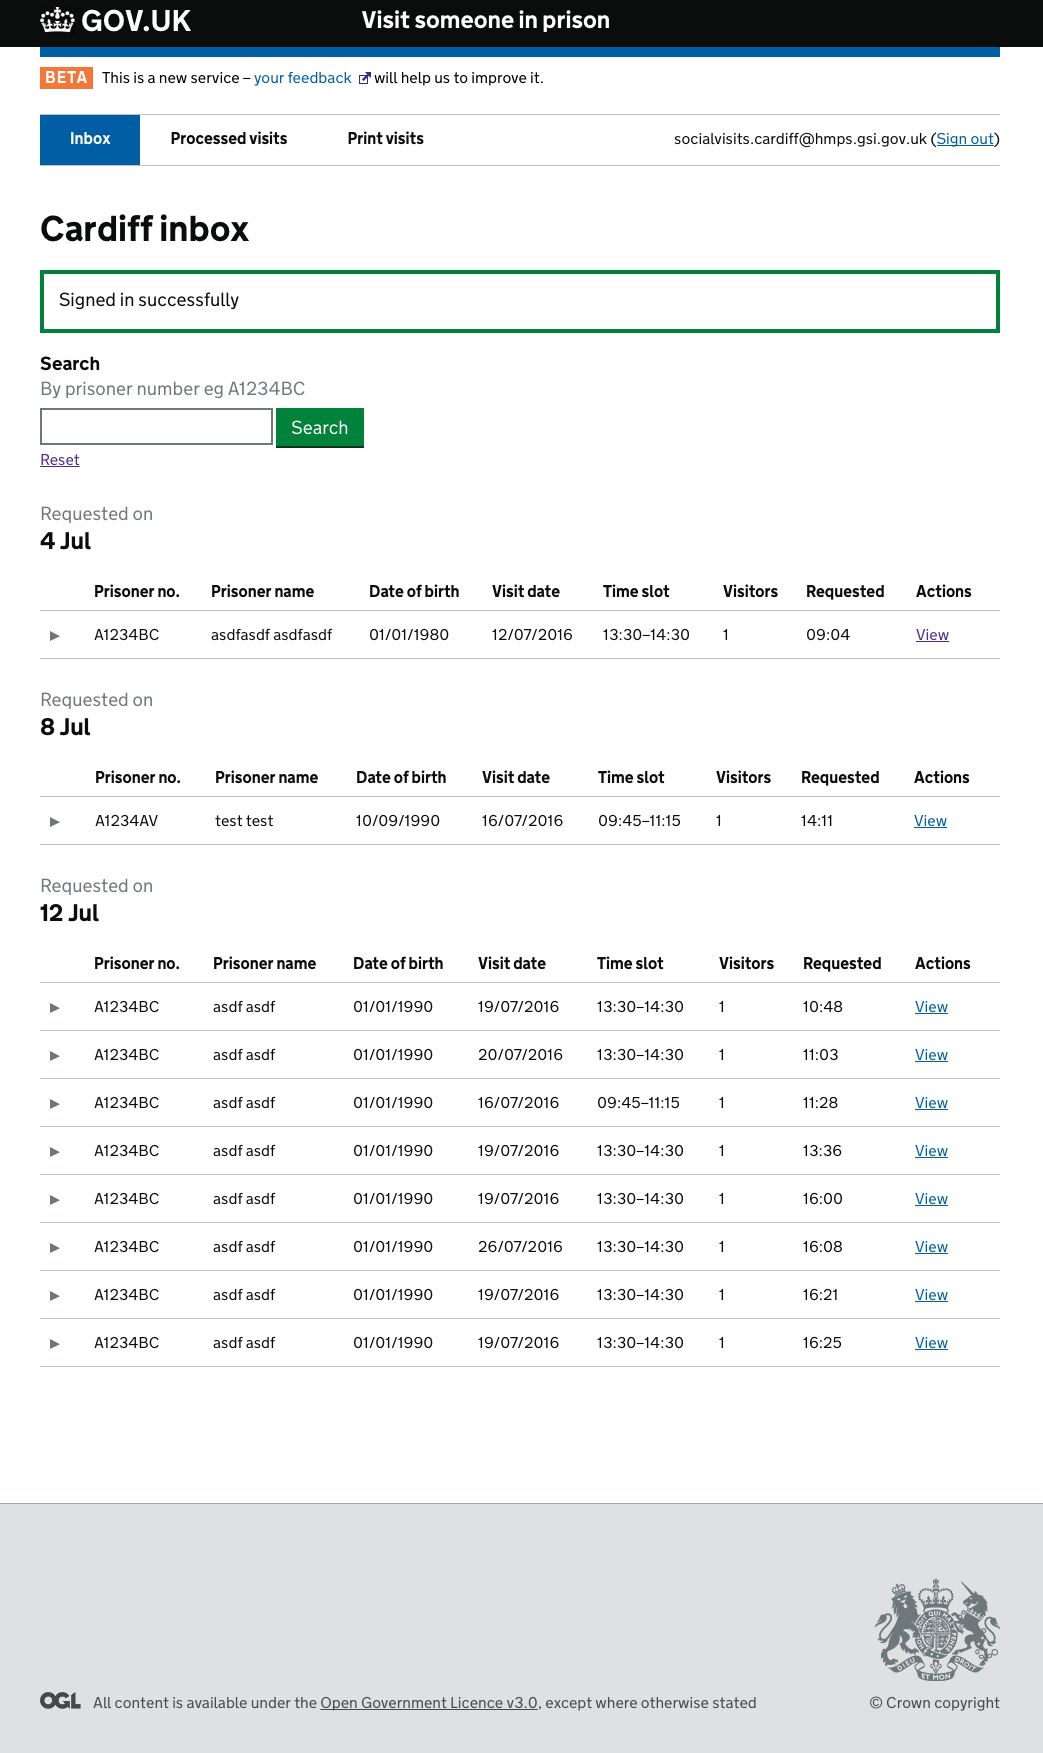 GOV.UK Visit someone in prison
BETA This is a new service – your feedback will help us to improve it.
Inbox Processed visits Print visits socialvisits.cardiff@hmps.gsi.gov.uk (Sign out)
Cardiff inbox
Signed in successfully
Search
By prisoner number eg A1234BC
Search
Reset
Requested on
4 Jul
Prisoner no. Prisoner name Date of birth Visit date Time slot Visitors Requested Actions
A1234BC asdfasdf asdfasdf 01/01/1980 12/07/2016 13:30–14:30 1 09:04 View
Requested on
8 Jul
Prisoner no. Prisoner name Date of birth Visit date Time slot Visitors Requested Actions
A1234AV test test 10/09/1990 16/07/2016 09:45–11:15 1 14:11 View
Requested on
12 Jul
Prisoner no. Prisoner name Date of birth Visit date Time slot Visitors Requested Actions
A1234BC asdf asdf 01/01/1990 19/07/2016 13:30–14:30 1 10:48 View
A1234BC asdf asdf 01/01/1990 20/07/2016 13:30–14:30 1 11:03 View
A1234BC asdf asdf 01/01/1990 16/07/2016 09:45–11:15 1 11:28 View
A1234BC asdf asdf 01/01/1990 19/07/2016 13:30–14:30 1 13:36 View
A1234BC asdf asdf 01/01/1990 19/07/2016 13:30–14:30 1 16:00 View
A1234BC asdf asdf 01/01/1990 26/07/2016 13:30–14:30 1 16:08 View
A1234BC asdf asdf 01/01/1990 19/07/2016 13:30–14:30 1 16:21 View
A1234BC asdf asdf 01/01/1990 19/07/2016 13:30–14:30 1 16:25 View
DIEU ET MON DROIT
OGL All content is available under the Open Government Licence v3.0, except where otherwise stated © Crown copyright